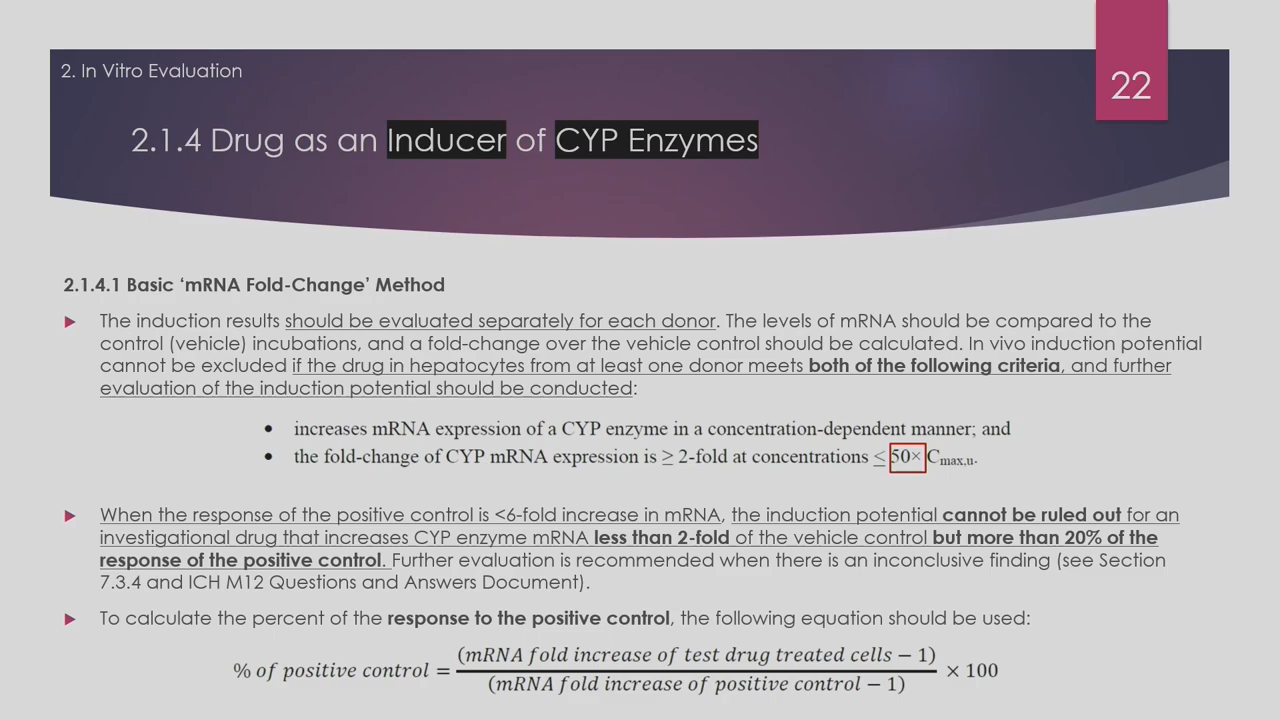 22
2. In Vitro Evaluation
2.1.4 Drug as an Inducer of CYP Enzymes
2.1.4.1 Basic ‘mRNA Fold-Change’ Method
The induction results should be evaluated separately for each donor. The levels of mRNA should be compared to the
control (vehicle) incubations, and a fold-change over the vehicle control should be calculated. In vivo induction potential
cannot be excluded if the drug in hepatocytes from at least one donor meets both of the following criteria, and further
evaluation of the induction potential should be conducted:
• increases mRNA expression of a CYP enzyme in a concentration-dependent manner; and
• the fold-change of CYP mRNA expression is ≥ 2-fold at concentrations ≤ 50× Cmax,u.
When the response of the positive control is <6-fold increase in mRNA, the induction potential cannot be ruled out for an
investigational drug that increases CYP enzyme mRNA less than 2-fold of the vehicle control but more than 20% of the
response of the positive control. Further evaluation is recommended when there is an inconclusive finding (see Section
7.3.4 and ICH M12 Questions and Answers Document).
To calculate the percent of the response to the positive control, the following equation should be used:
% of positive control = (mRNA fold increase of test drug treated cells − 1) / (mRNA fold increase of positive control − 1) × 100